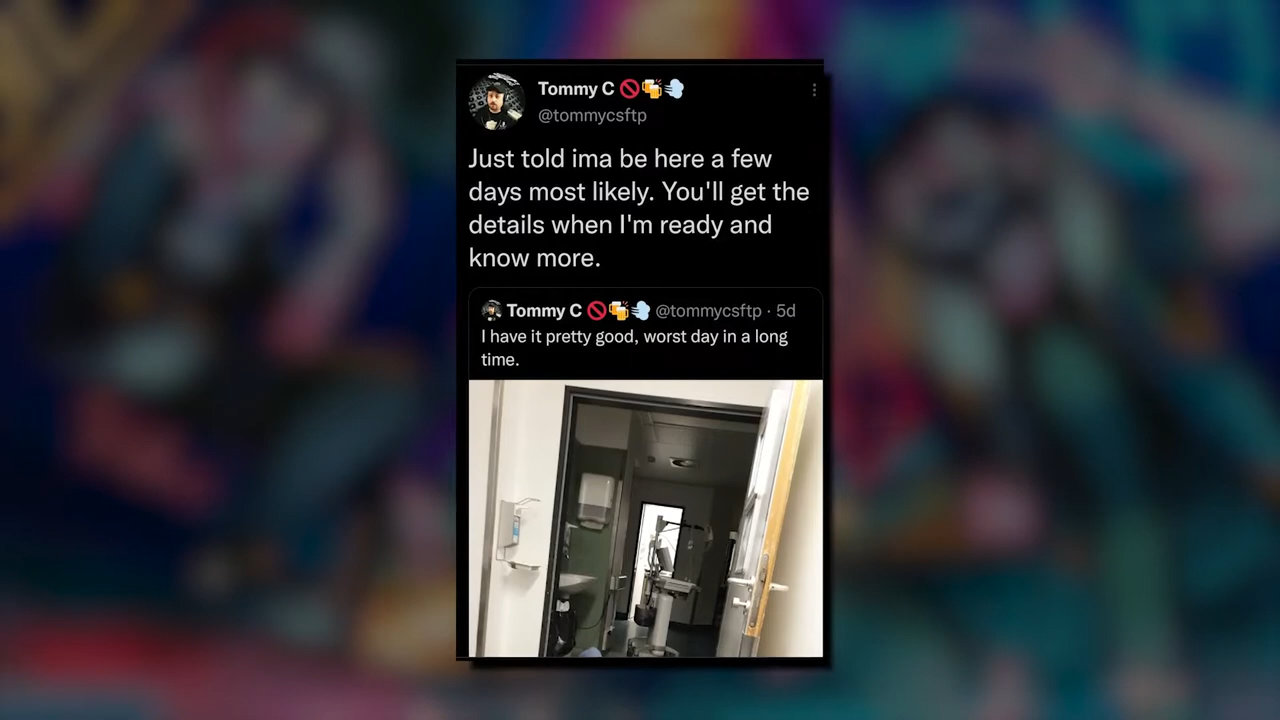 Tommy C 🚫🍻💨
@tommycsftp
Just told ima be here a few
days most likely. You'll get the
details when I'm ready and
know more.
Tommy C 🚫🍻💨 @tommycsftp · 5d
I have it pretty good, worst day in a long
time.